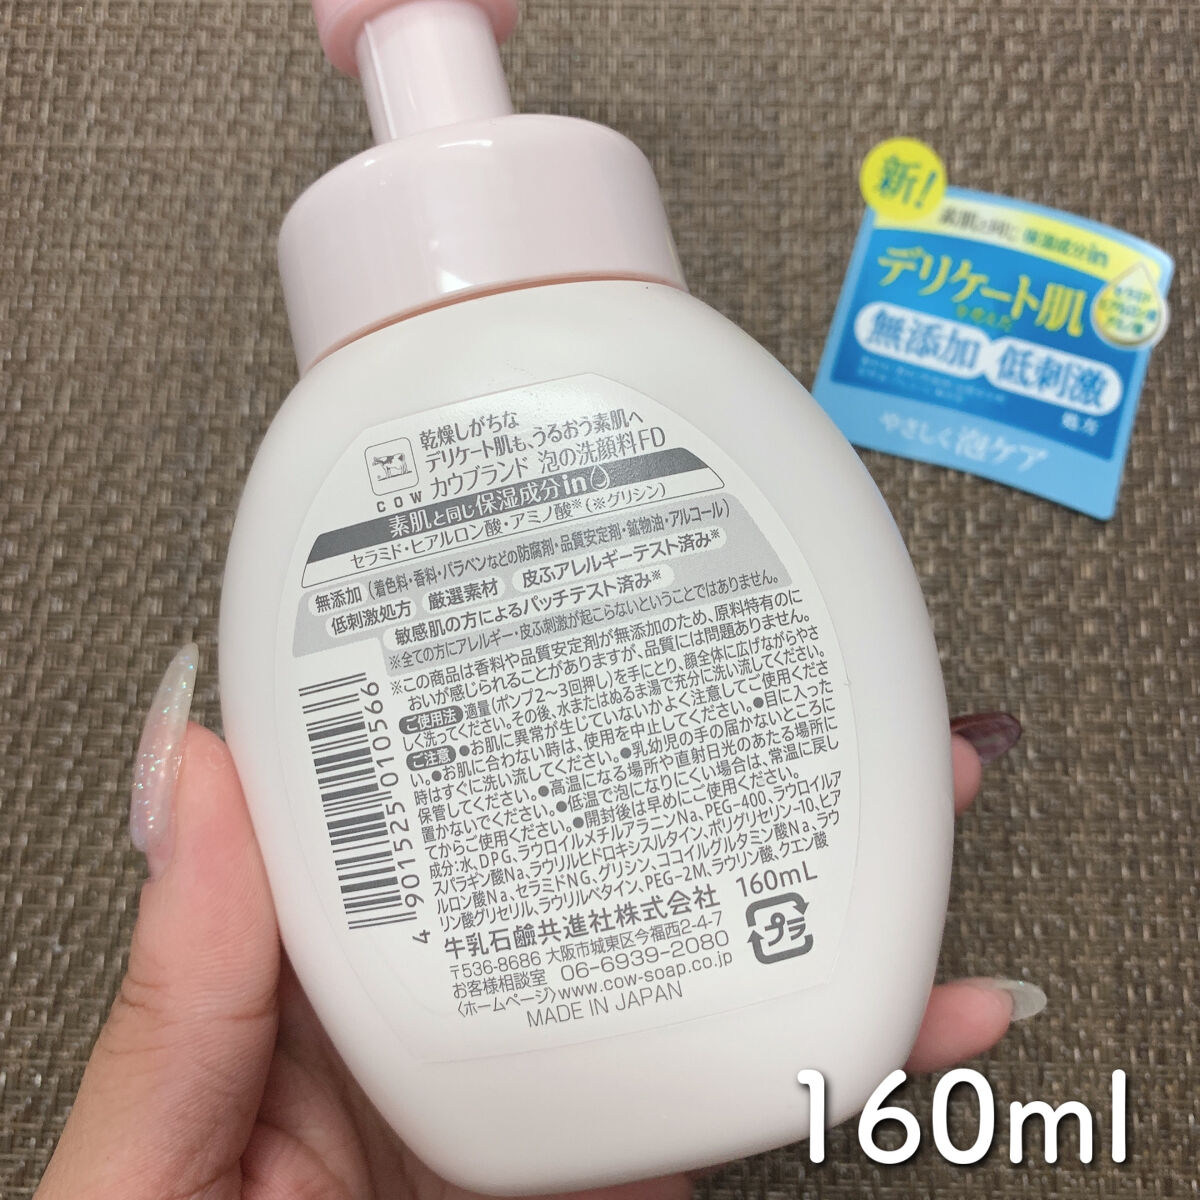 新!
素肌と同じ 保湿成分in
デリケート肌
を考えた
無添加 低刺激
処方
やさしく泡ケア
COW
乾燥しがちな
デリケート肌も、うるおう素肌へ
カウブランド 泡の洗顔料FD
素肌と同じ保湿成分in
セラミド・ヒアルロン酸・アミノ酸※(※グリシン)
無添加(着色料・香料・パラベンなどの防腐剤・品質安定剤・鉱物油・アルコール)
低刺激処方 厳選素材 皮ふアレルギーテスト済み※
敏感肌の方によるパッチテスト済み※
※全ての方にアレルギー・皮ふ刺激が起こらないということではありません。
※この商品は香料や品質安定剤が無添加のため、原料特有のに
おいが感じられることがありますが、品質には問題ありません。
ご使用法 適量(ポンプ2~3回押し)を手にとり、顔全体に広げながらやさ
しく洗ってください。その後、水またはぬるま湯で充分に洗い流してください。
ご注意 ●お肌に異常が生じていないかよく注意してご使用くださ
い。●お肌に合わない時は、使用を中止してください。●目に入った
時はすぐに洗い流してください。●乳幼児の手の届かないところに
保管してください。●高温になる場所や直射日光のあたる場所に
置かないでください。●低温で泡になりにくい場合は、常温に戻し
てからご使用ください。●開封後は早めにご使用ください。
成分:水、DPG、ラウロイルメチルアラニンNa、PEG-400、ラウロイルア
スパラギン酸Na、ラウリルヒドロキシスルタイン、ポリグリセリン-10、ヒア
ルロン酸Na、セラミドNG、グリシン、ココイルグルタミン酸Na、ラウ
リン酸グリセリル、ラウリルベタイン、PEG-2M、ラウリン酸、クエン酸
160mL
牛乳石鹸共進社株式会社
〒536-8686 大阪市城東区今福西2-4-7
お客様相談室 06-6939-2080
〈ホームページ〉www.cow-soap.co.jp
MADE IN JAPAN
プラ
4 901525 010566
160ml